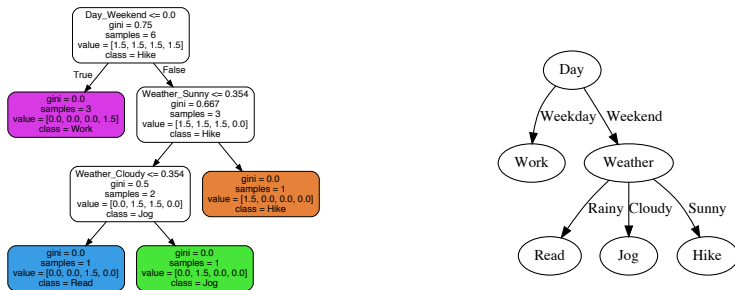 Day_Weekend <= 0.0
gini = 0.75
samples = 6
value = [1.5, 1.5, 1.5, 1.5]
class = Hike
True
False
gini = 0.0
samples = 3
value = [0.0, 0.0, 0.0, 1.5]
class = Work
Weather_Sunny <= 0.354
gini = 0.667
samples = 3
value = [1.5, 1.5, 1.5, 0.0]
class = Hike
Weather_Cloudy <= 0.354
gini = 0.5
samples = 2
value = [0.0, 1.5, 1.5, 0.0]
class = Jog
gini = 0.0
samples = 1
value = [1.5, 0.0, 0.0, 0.0]
class = Hike
gini = 0.0
samples = 1
value = [0.0, 0.0, 1.5, 0.0]
class = Read
gini = 0.0
samples = 1
value = [0.0, 1.5, 0.0, 0.0]
class = Jog
Day
Weekday
Weekend
Work
Weather
Rainy
Cloudy
Sunny
Read
Jog
Hike